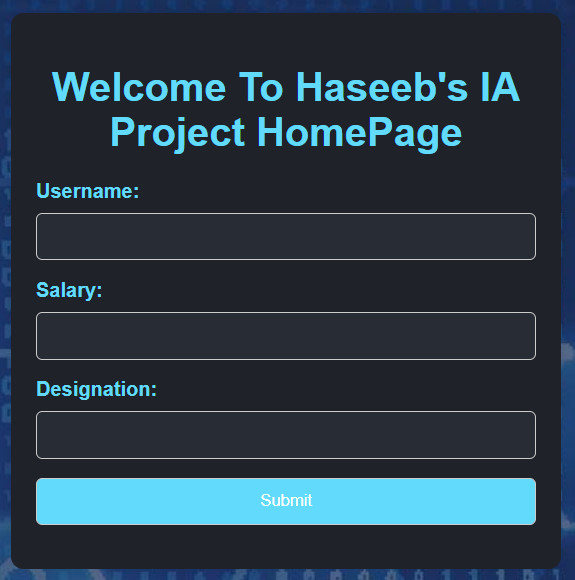 Welcome To Haseeb's IA
Project HomePage
Username:
Salary:
Designation:
Submit